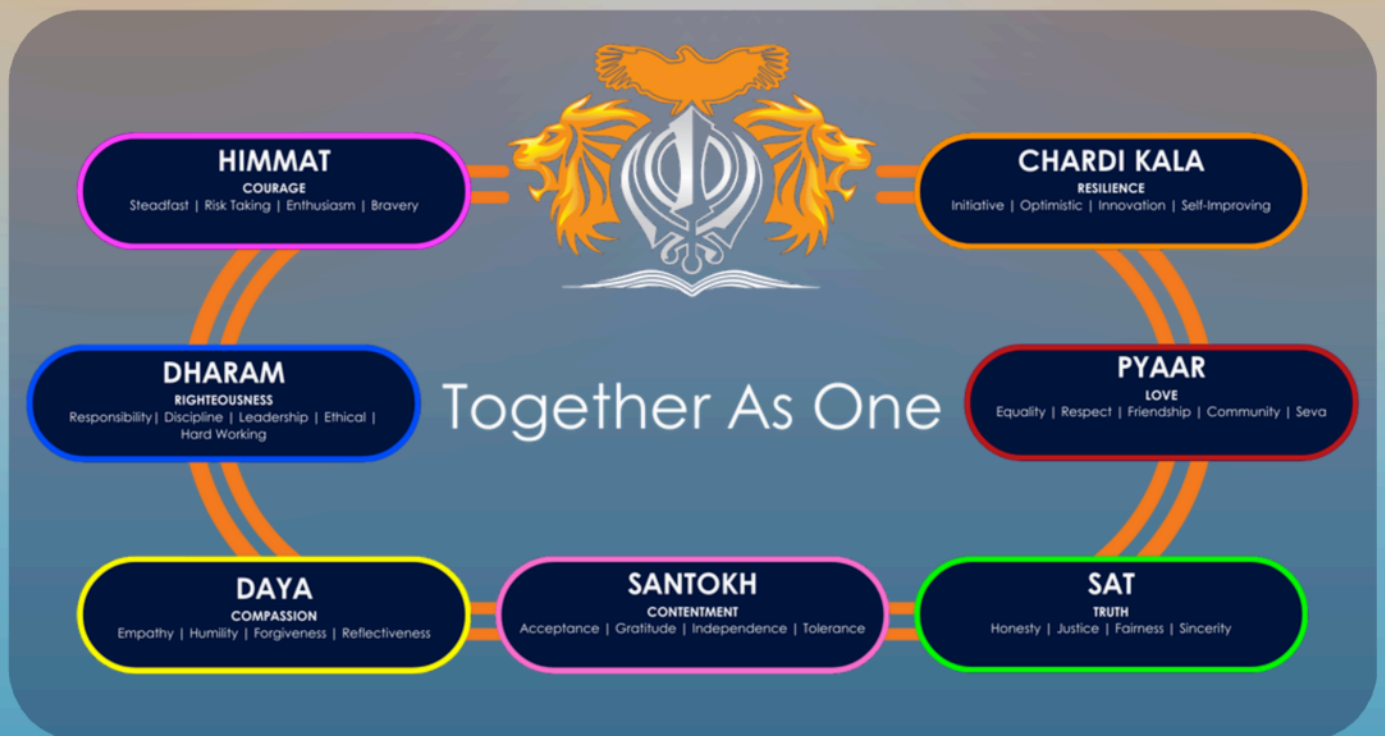 HIMMAT
COURAGE
Steadfast | Risk Taking | Enthusiasm | Bravery
CHARDI KALA
RESILIENCE
Initiative | Optimistic | Innovation | Self-Improving
DHARAM
RIGHTEOUSNESS
Responsibility| Discipline | Leadership | Ethical |
Hard Working
Together As One
PYAAR
LOVE
Equality | Respect | Friendship | Community | Seva
DAYA
COMPASSION
Empathy | Humility | Forgiveness | Reflectiveness
SANTOKH
CONTENTMENT
Acceptance | Gratitude | Independence | Tolerance
SAT
TRUTH
Honesty | Justice | Fairness | Sincerity